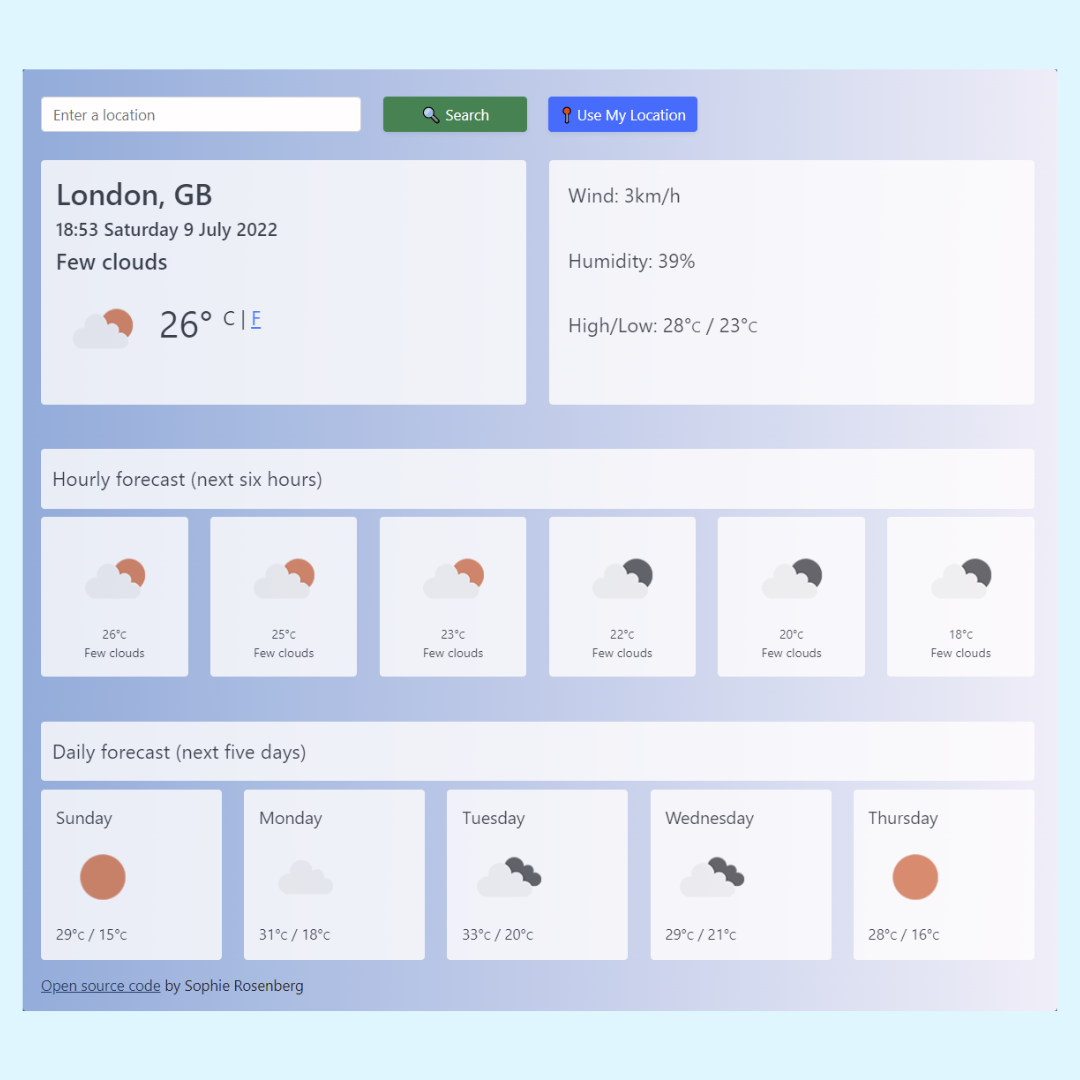 Enter a location
Search
Use My Location
London, GB
18:53 Saturday 9 July 2022
Few clouds
26° C | F
Wind: 3km/h
Humidity: 39%
High/Low: 28°C / 23°C
Hourly forecast (next six hours)
26°C
Few clouds
25°C
Few clouds
23°C
Few clouds
22°C
Few clouds
20°C
Few clouds
18°C
Few clouds
Daily forecast (next five days)
Sunday
29°C / 15°C
Monday
31°C / 18°C
Tuesday
33°C / 20°C
Wednesday
29°C / 21°C
Thursday
28°C / 16°C
Open source code by Sophie Rosenberg